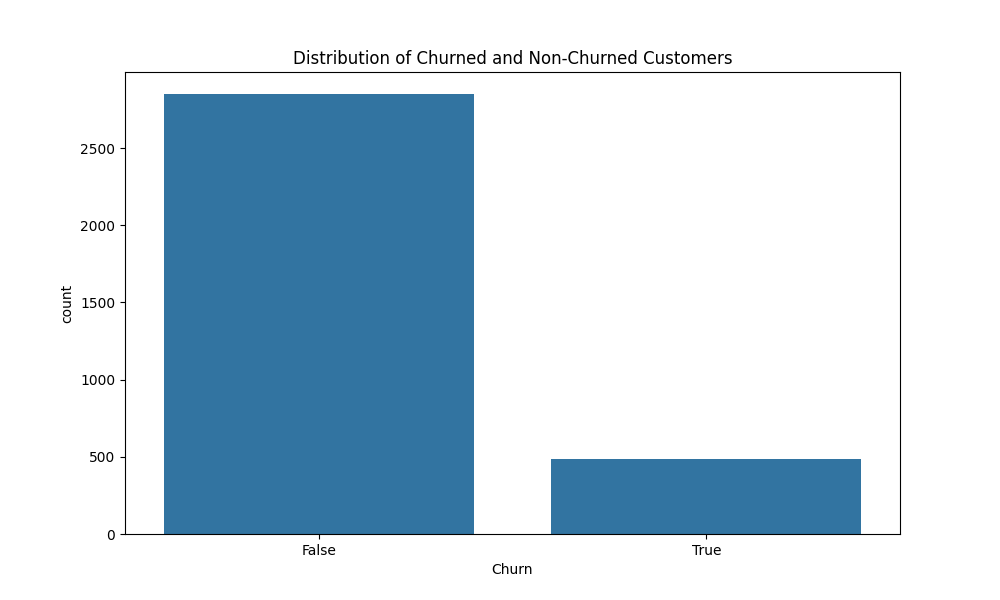 Distribution of Churned and Non-Churned Customers
count
2500
2000
1500
1000
500
0
False
True
Churn